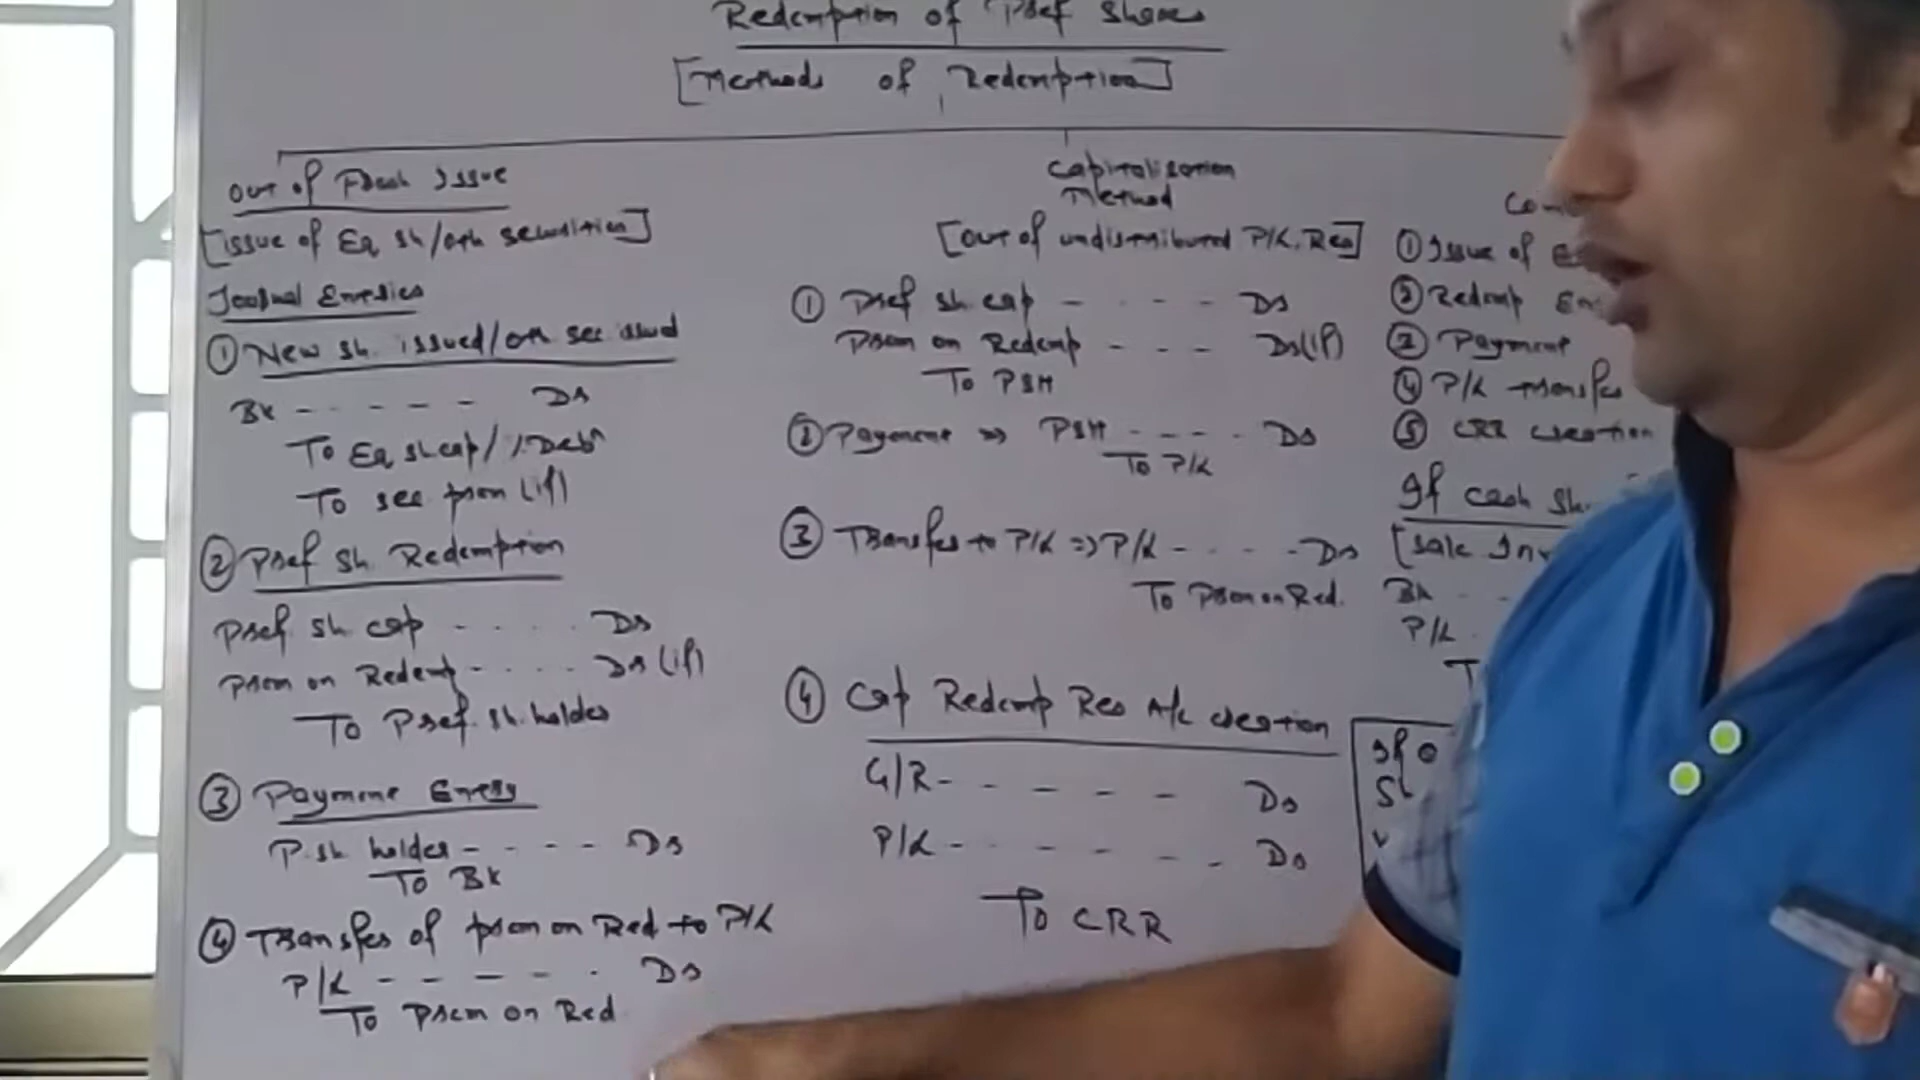 Redemption of Pref Shares
[Methods of Redemption]
Out of Fresh Issue
[issue of Eq sh/oth securities]
Journal Entries
① New sh. issued/oth sec issued
Bk - - - - - Dr
To Eq sh cap/%Debn
To sec prem (if)
② Pref sh Redemption
Pref. sh cap - - - - Dr
Prem on Redemp - - - - Dr (if)
To Pref. sh. holder
③ Payment Entry
P. sh holder - - - - Dr
To Bk
④ Transfer of prem on Red to P/L
P/L - - - - - - Dr
To Prem on Red
Capitalisation
Method
[Out of undistributed P/L, Res]
① Pref sh cap - - - - Dr
Prem on Redemp - - - Dr (if)
To PSH
② Payment ⇒ PSH - - - - Dr
To P/L
③ Transfer to P/L ⇒ P/L - - - - Dr
To Prem on Red.
④ Cap Redemp Res A/c creation
G/R - - - - - - Dr
P/L - - - - - - Dr
To CRR
① Issue of
② Redemp
③ Payment
④ P/L transfer
⑤ CRR creation
If cash
[Sale
Bk - -
P/L -
If